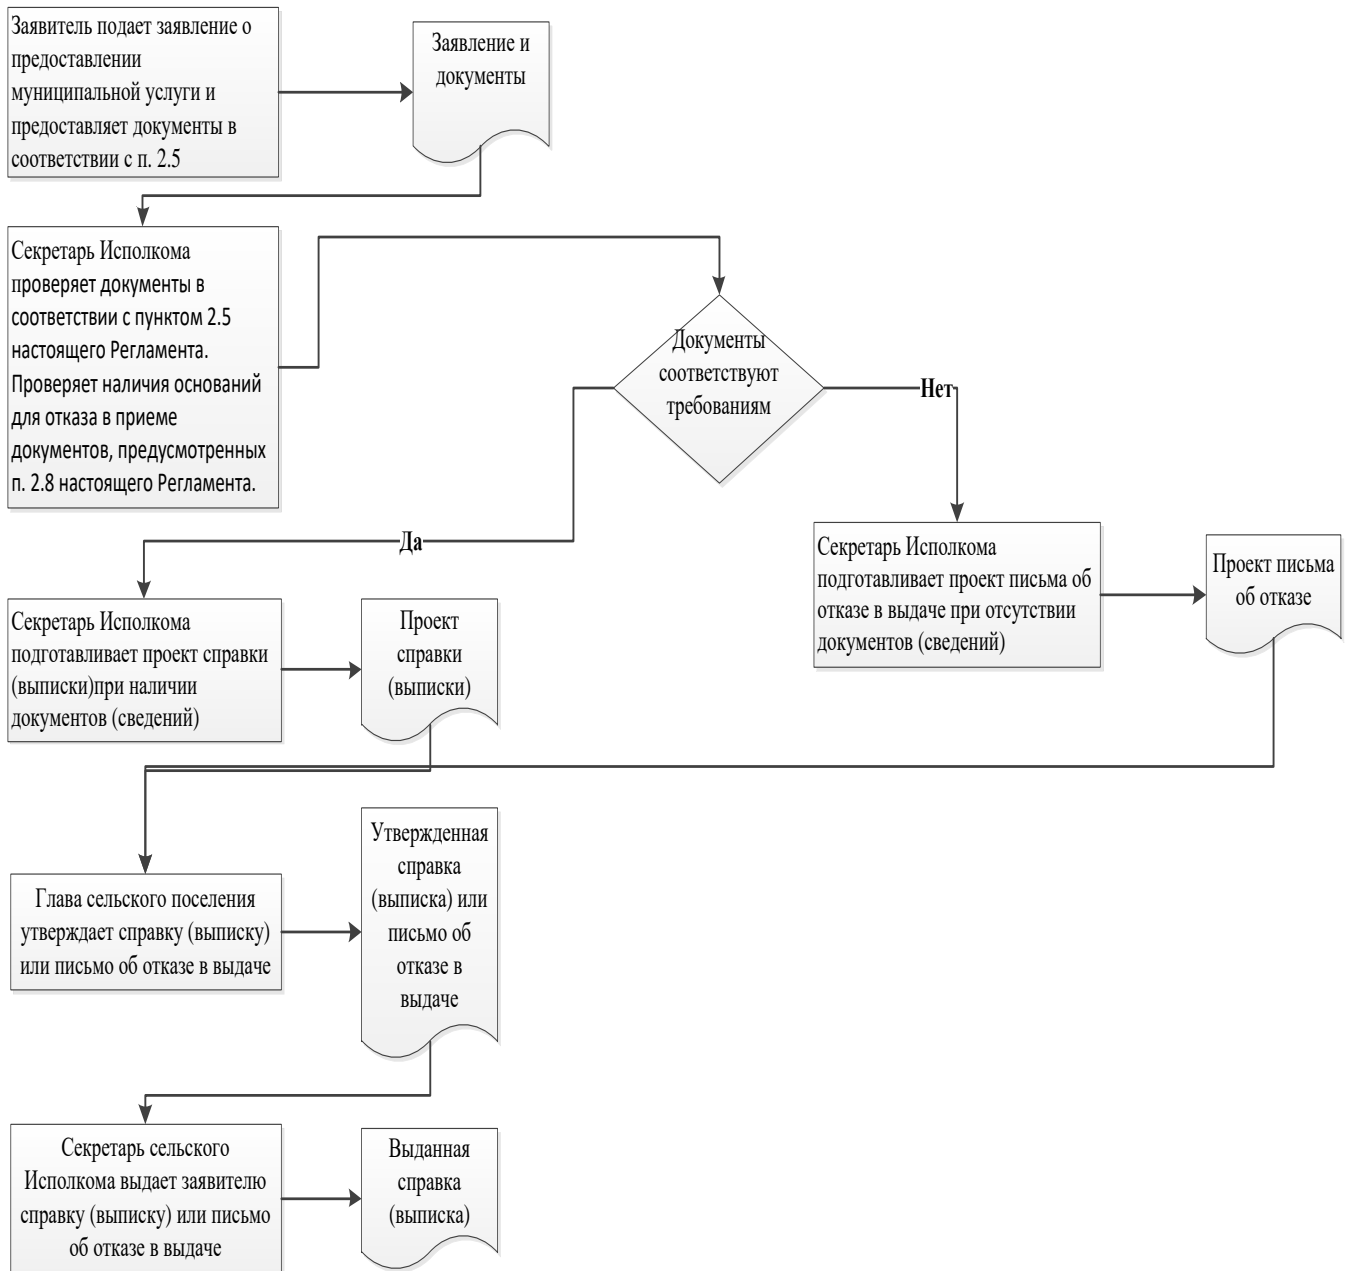 Заявитель подает заявление о
предоставлении
муниципальной услуги и
предоставляет документы в
соответствии с п. 2.5
Заявление и
документы
Секретарь Исполкома
проверяет документы в
соответствии с пунктом 2.5
настоящего Регламента.
Проверяет наличия оснований
для отказа в приеме
документов, предусмотренных
п. 2.8 настоящего Регламента.
Документы
соответствуют
требованиям
Нет
Да
Секретарь Исполкома
подготавливает проект письма об
отказе в выдаче при отсутствии
документов (сведений)
Проект письма
об отказе
Секретарь Исполкома
подготавливает проект справки
(выписки)при наличии
документов (сведений)
Проект
справки
(выписки)
Глава сельского поселения
утверждает справку (выписку)
или письмо об отказе в выдаче
Утвержденная
справка
(выписка) или
письмо об
отказе в
выдаче
Секретарь сельского
Исполкома выдает заявителю
справку (выписку) или письмо
об отказе в выдаче
Выданная
справка
(выписка)